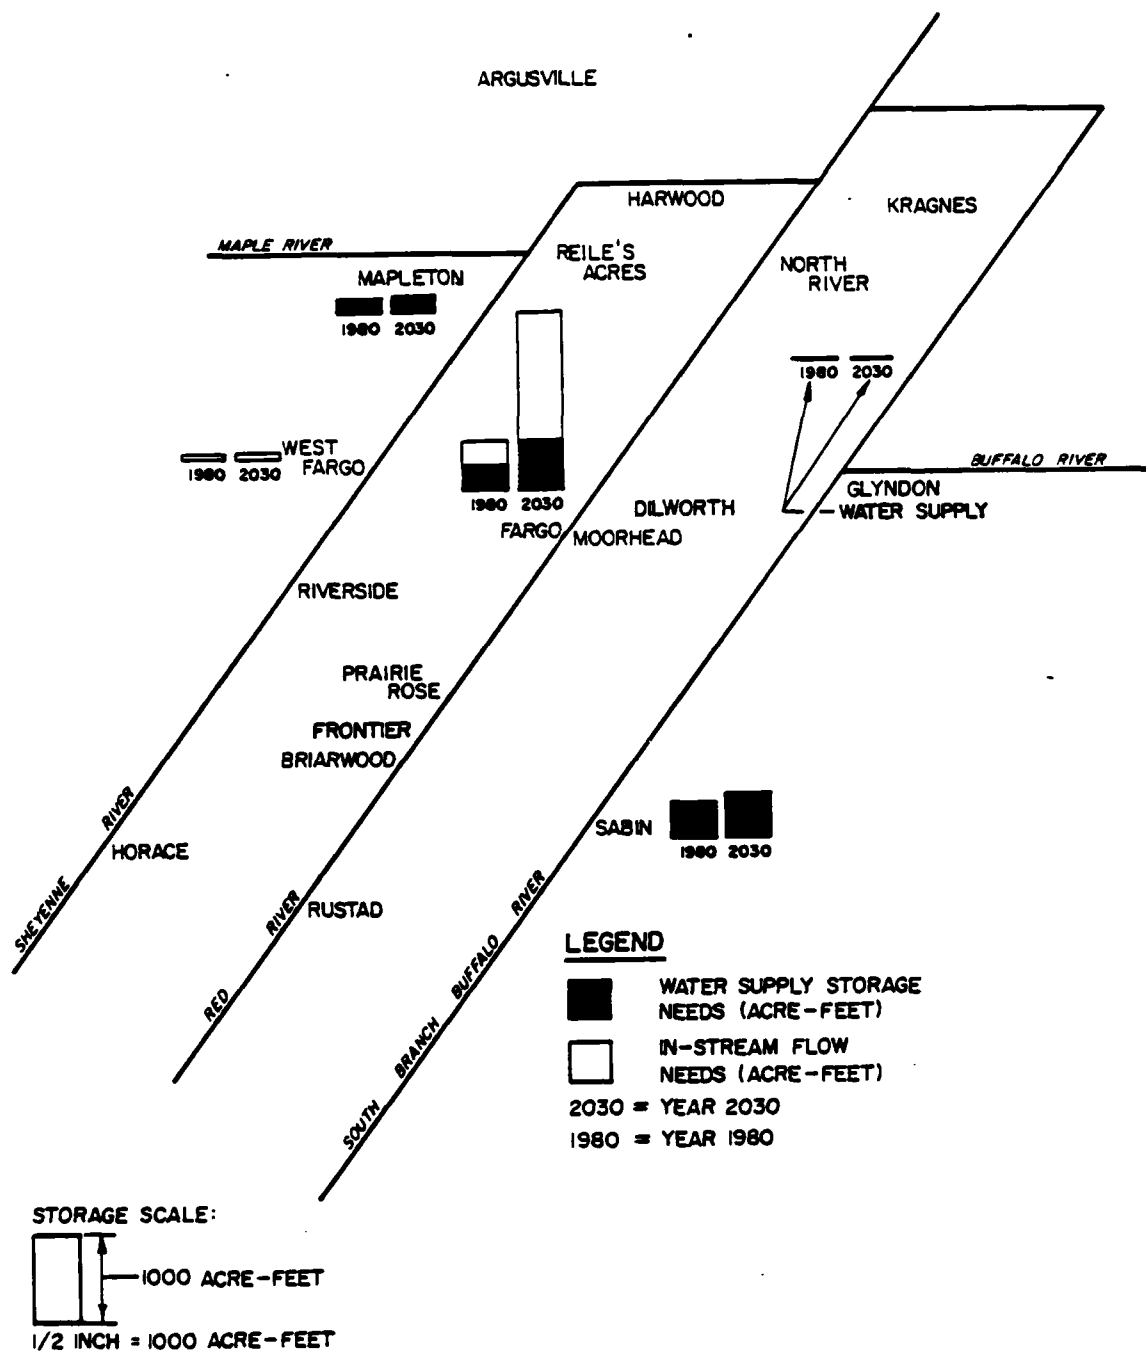 ARGUSVILLE
HARWOOD
KRAGNES
MAPLE RIVER
REILE'S
ACRES
NORTH
RIVER
MAPLETON
1980 2030
1980 2030
WEST
FARGO
1980 2030
BUFFALO RIVER
GLYNDON
WATER SUPPLY
1980 2030
DILWORTH
FARGO
MOORHEAD
RIVERSIDE
PRAIRIE
ROSE
FRONTIER
BRIARWOOD
SABIN
1980 2030
HORACE
SHEYENNE RIVER
RUSTAD
RED RIVER
SOUTH BRANCH BUFFALO RIVER
LEGEND
WATER SUPPLY STORAGE
NEEDS (ACRE-FEET)
IN-STREAM FLOW
NEEDS (ACRE-FEET)
2030 = YEAR 2030
1980 = YEAR 1980
STORAGE SCALE:
1000 ACRE-FEET
1/2 INCH = 1000 ACRE-FEET